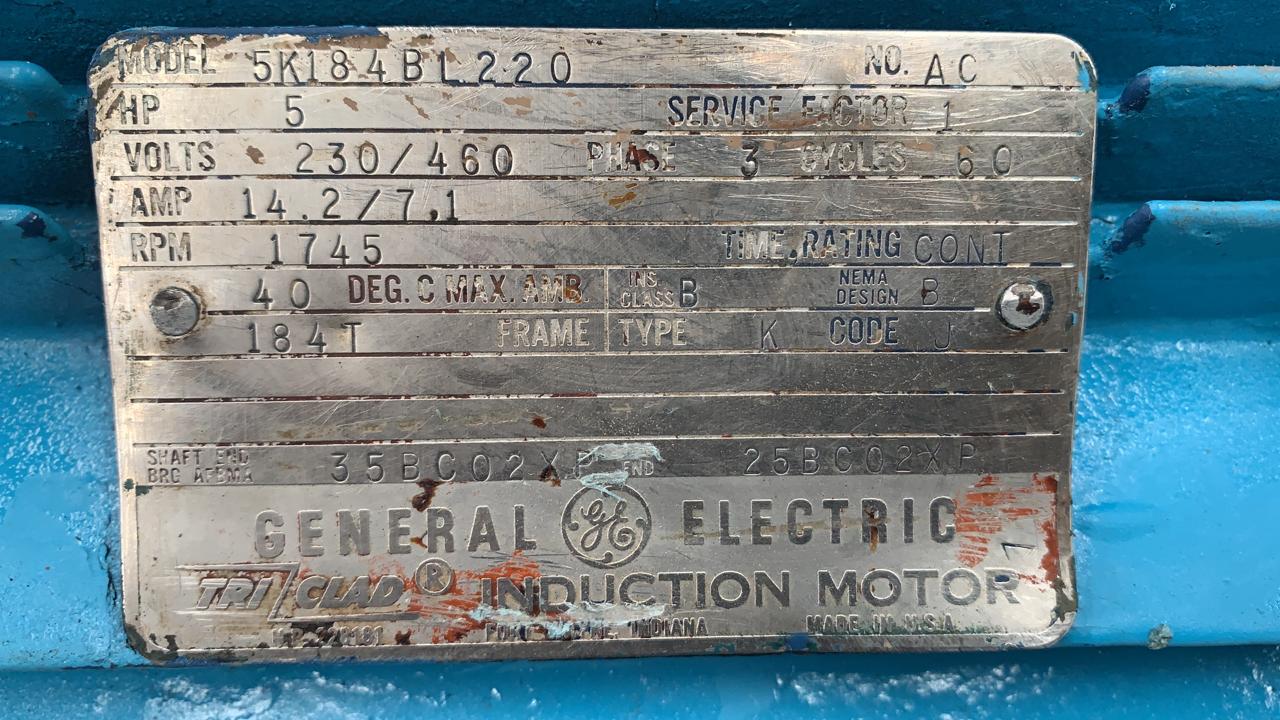 MODEL 5K184BL220 NO. AC
HP 5 SERVICE FACTOR 1
VOLTS 230/460 PHASE 3 CYCLES 60
AMP 14.2/7.1
RPM 1745 TIME RATING CONT
40 DEG. C MAX. AMB. INS CLASS B NEMA DESIGN B
184T FRAME TYPE K CODE J
SHAFT END 35BC02XP END 25BC02XP
BRG AFBMA
GENERAL GE ELECTRIC
TRI CLAD® INDUCTION MOTOR 1
INDIANA MADE IN U.S.A.